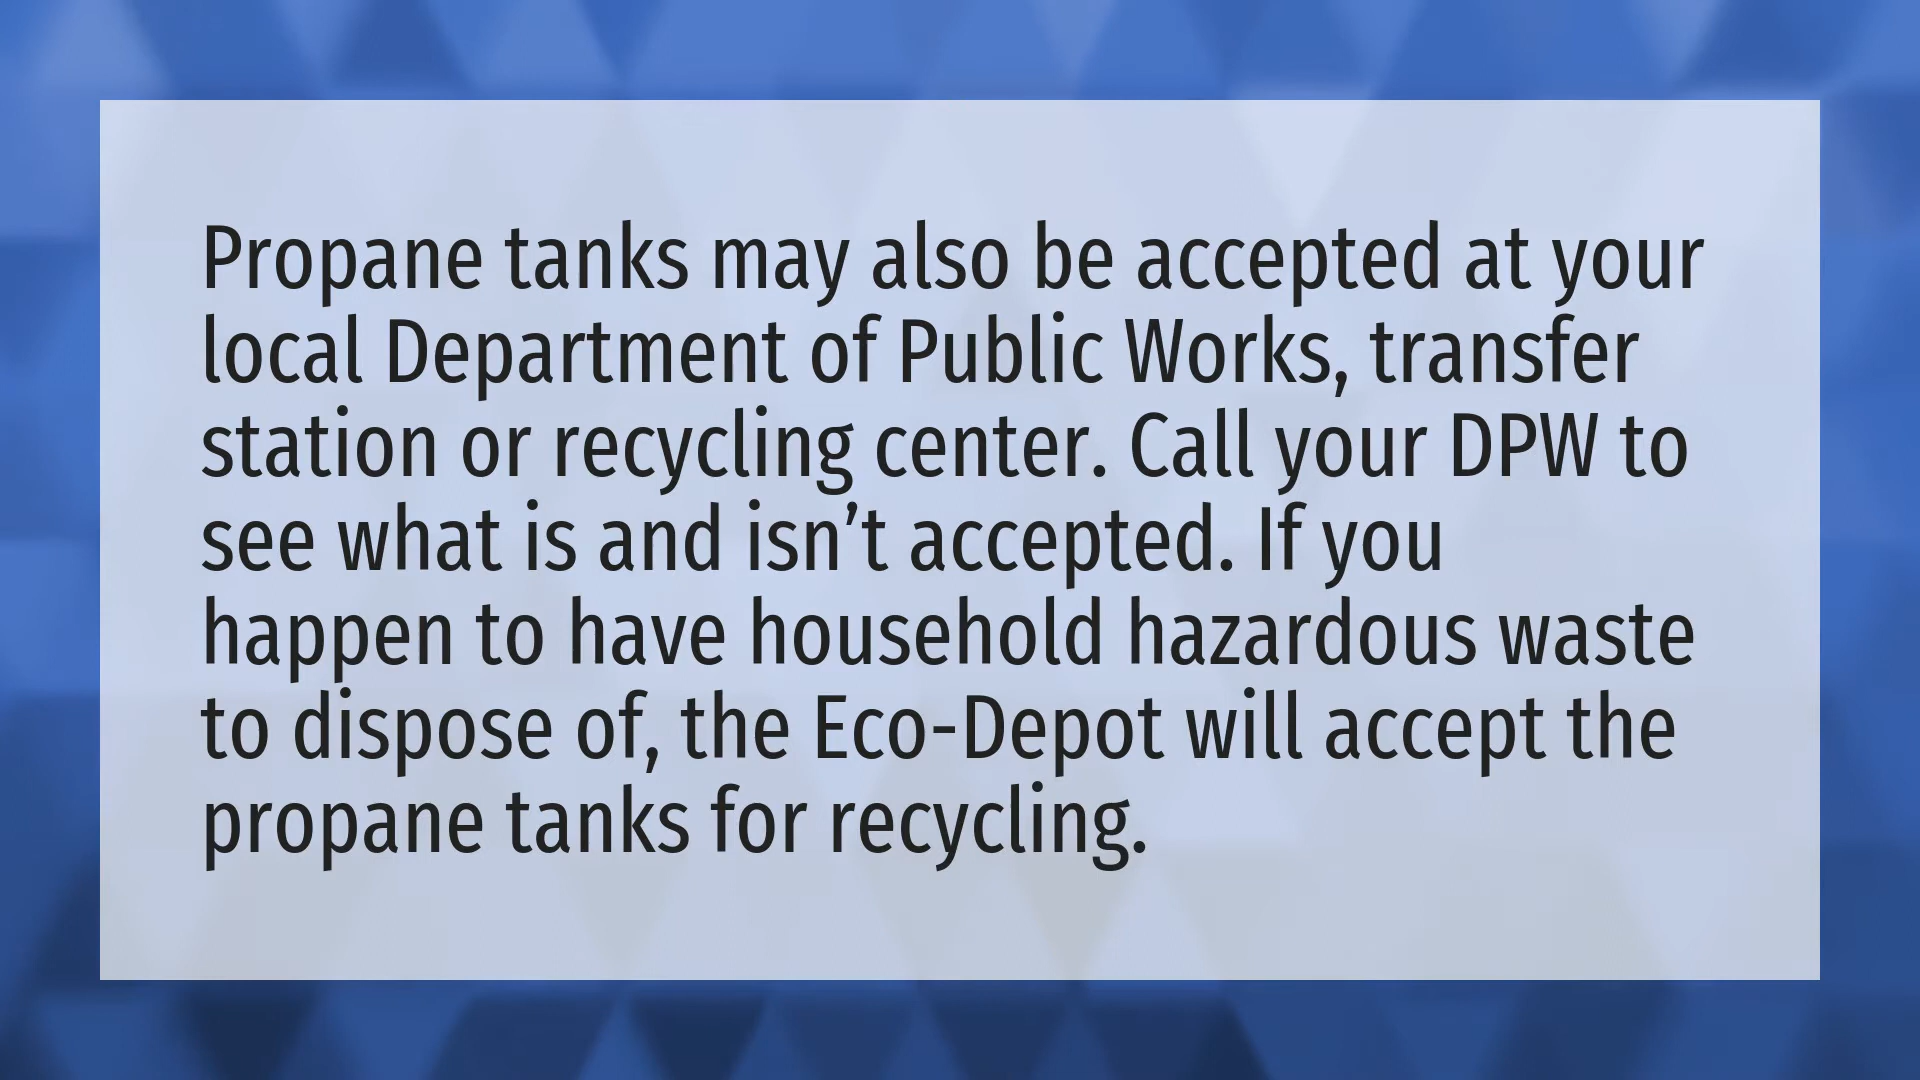 Propane tanks may also be accepted at your
local Department of Public Works, transfer
station or recycling center. Call your DPW to
see what is and isn’t accepted. If you
happen to have household hazardous waste
to dispose of, the Eco-Depot will accept the
propane tanks for recycling.